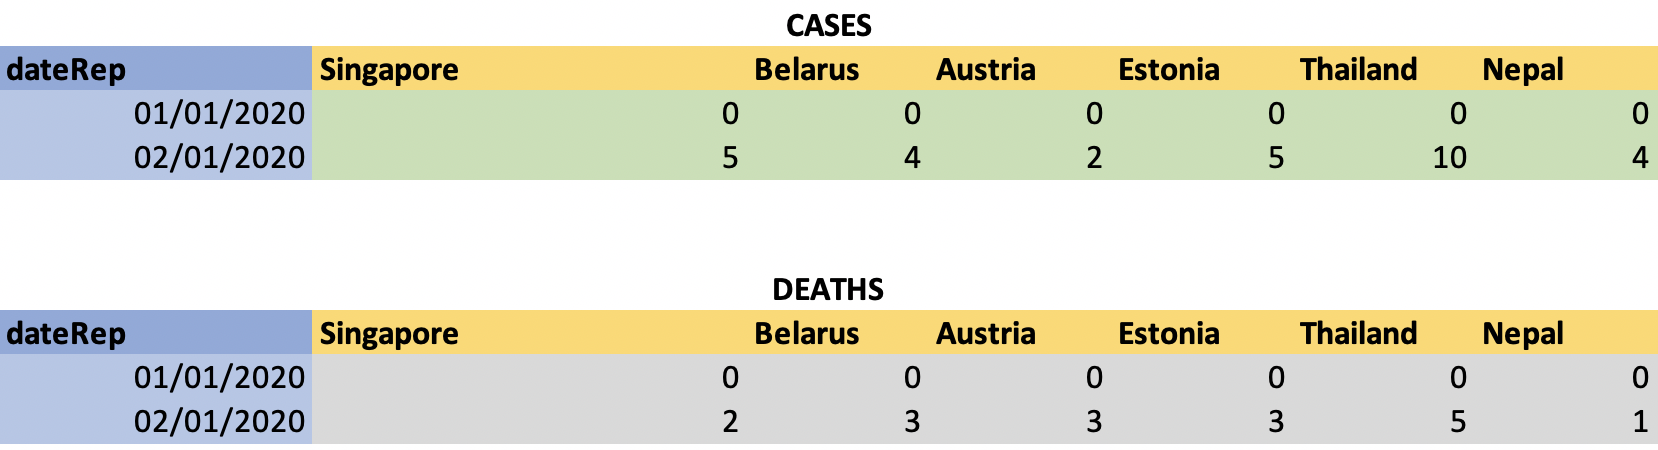 CASES
dateRep Singapore Belarus Austria Estonia Thailand Nepal
01/01/2020 0 0 0 0 0 0
02/01/2020 5 4 2 5 10 4
DEATHS
dateRep Singapore Belarus Austria Estonia Thailand Nepal
01/01/2020 0 0 0 0 0 0
02/01/2020 2 3 3 3 5 1